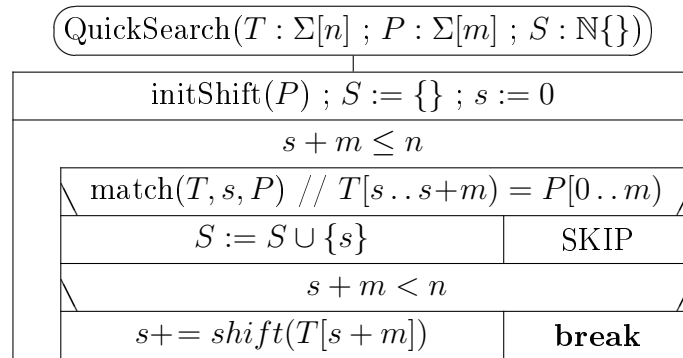 QuickSearch(T : Σ[n] ; P : Σ[m] ; S : ℕ{})
initShift(P) ; S := {} ; s := 0
s + m ≤ n
match(T, s, P) // T[s . . s+m) = P[0 . . m)
S := S ∪ {s} SKIP
s + m < n
s+ = shift(T[s + m]) break